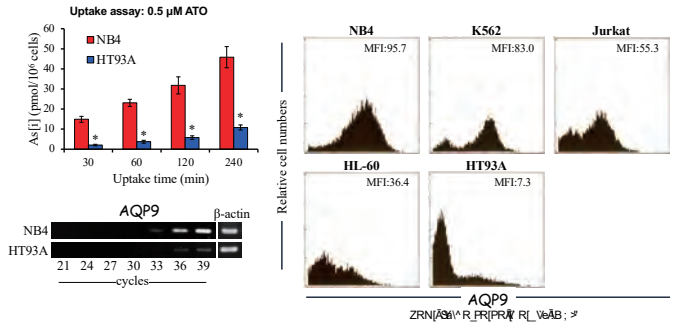 Uptake assay: 0.5 µM ATO
As[i] (pmol/10⁶ cells)
60
50
40
30
20
10
0
NB4
HT93A
*
*
*
*
30 60 120 240
Uptake time (min)
AQP9 β-actin
NB4
HT93A
21 24 27 30 33 36 39
cycles
Relative cell numbers
NB4 K562 Jurkat
MFI:95.7 MFI:83.0 MFI:55.3
HL-60 HT93A
MFI:36.4 MFI:7.3
AQP9